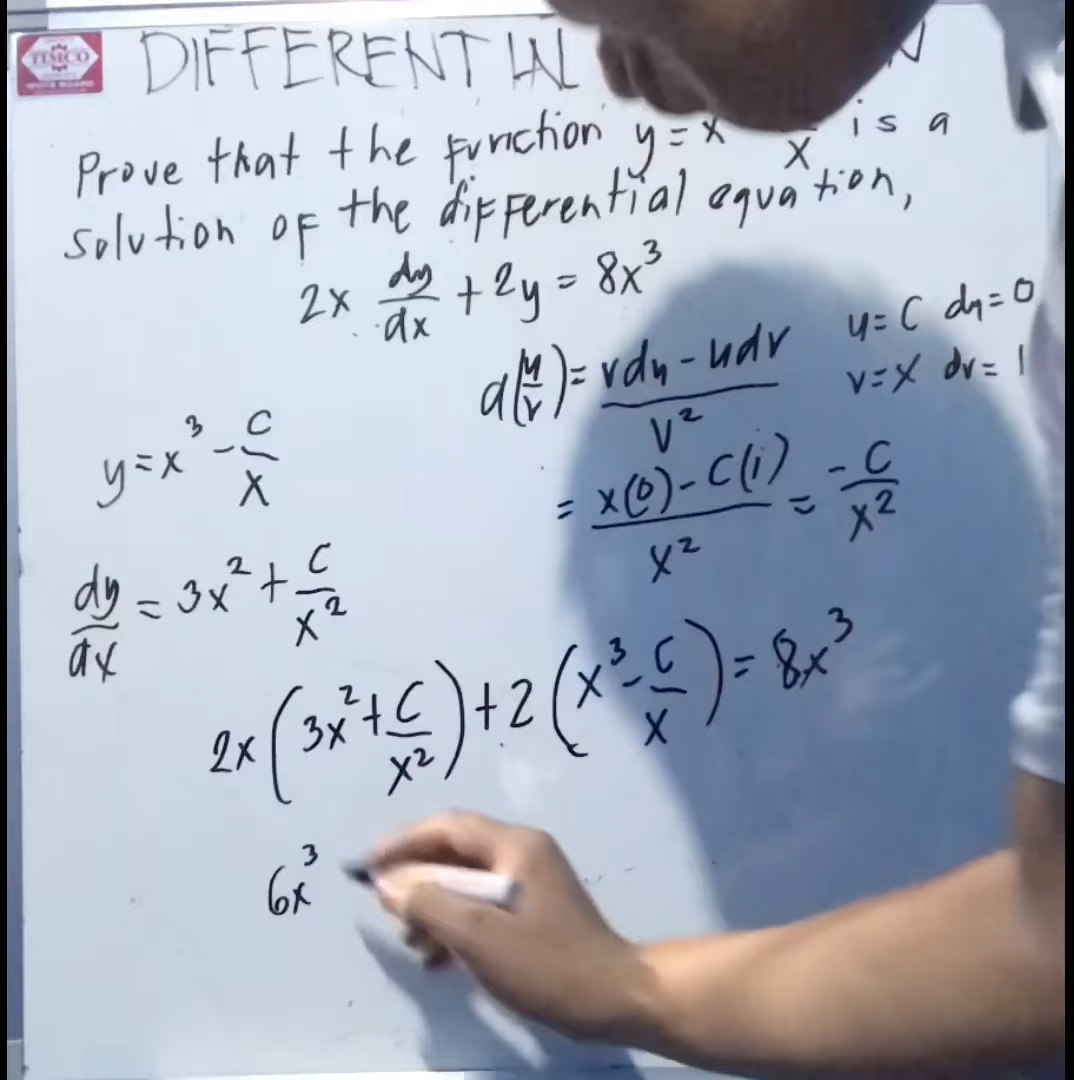 TIMCO
DIFFERENTIAL
Prove that the function y = x / x is a
solution of the differential equation,
2x dy/dx + 2y = 8x³
u = C du = 0
v = x dv = 1
d(u/v) = (vdu - udv)/v²
= (x(0) - C(1))/x² = -C/x²
y = x³ - C/x
dy/dx = 3x² + C/x²
2x(3x² + C/x²) + 2(x³ - C/x) = 8x³
6x³